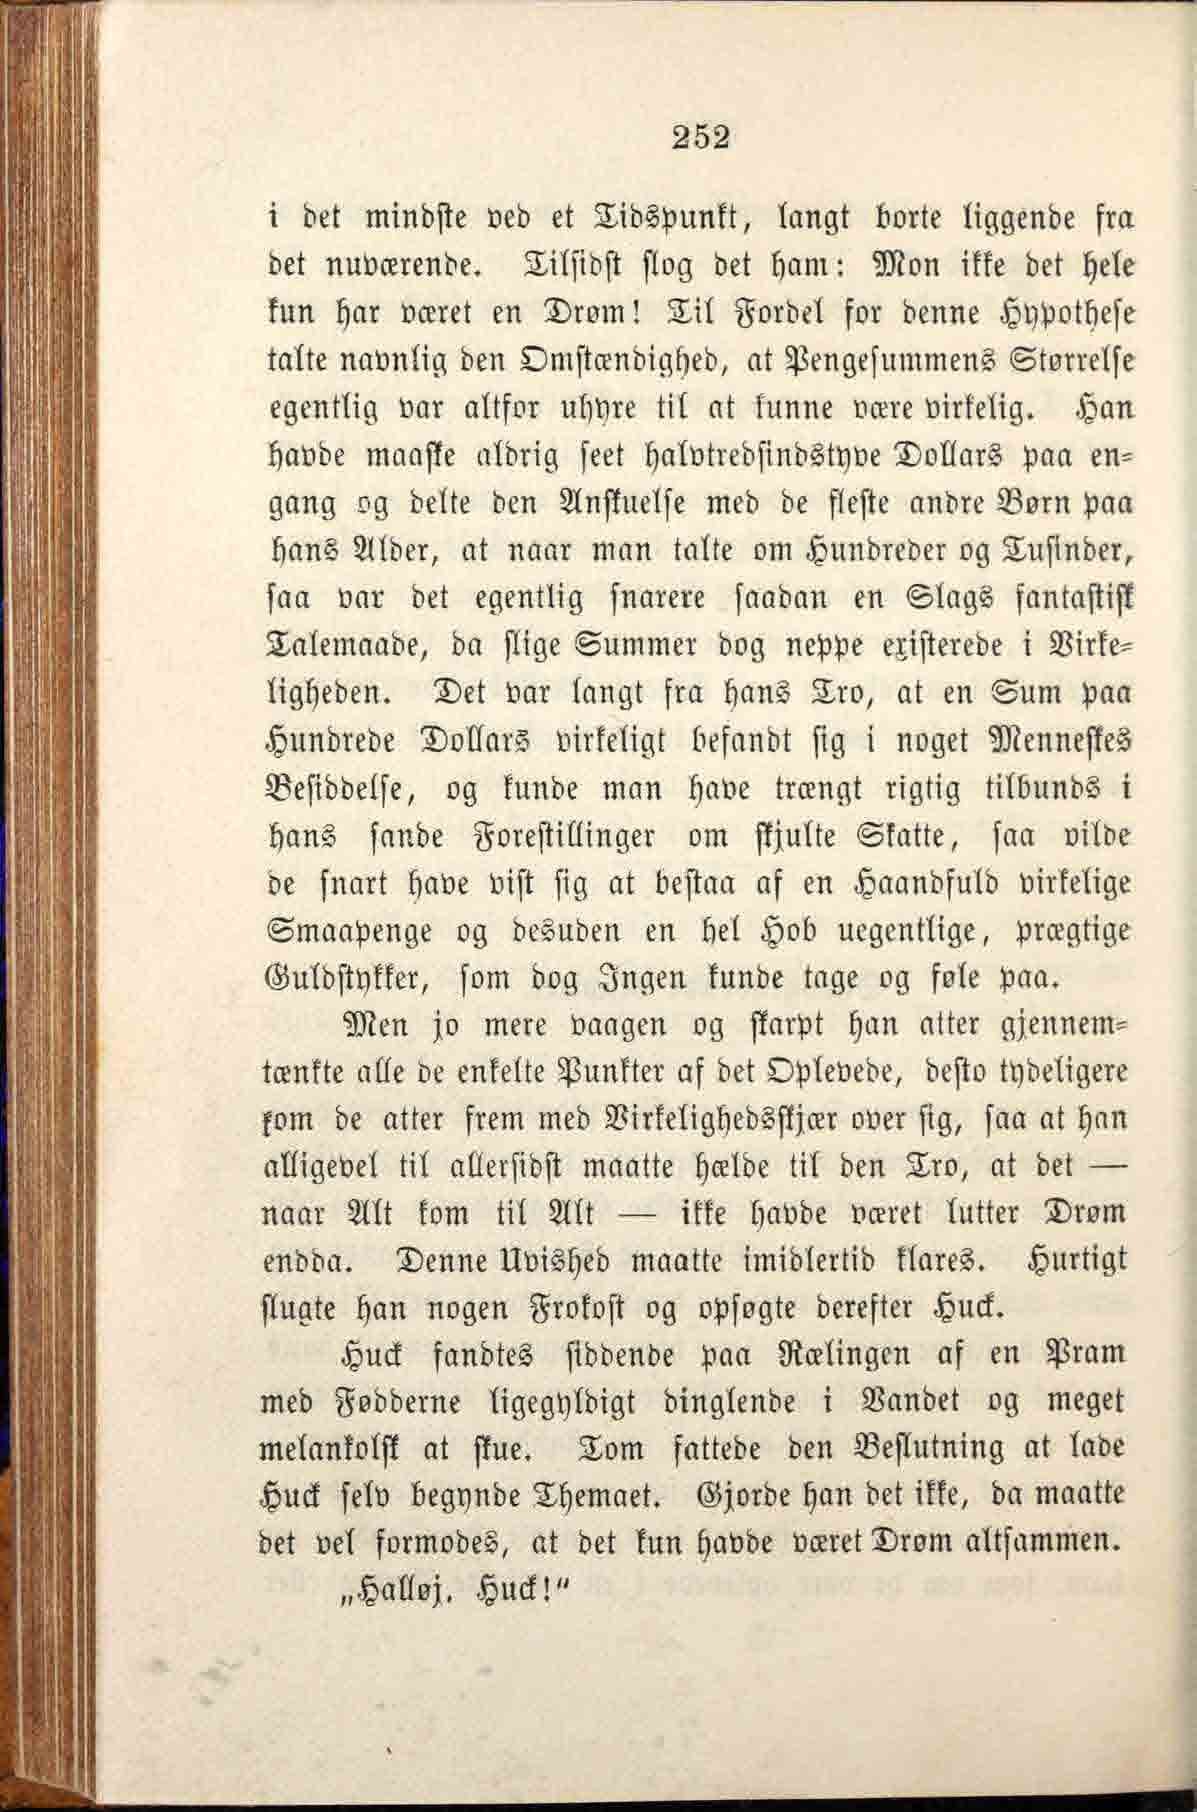 252
i det mindste ved et Tidspunkt, langt borte liggende fra
det nuværende. Tilsidst slog det ham: Mon ikke det hele
kun har været en Drøm! Til Fordel for denne Hypothese
talte navnlig den Omstændighed, at Pengesummens Størrelse
egentlig var altfor uhyre til at kunne være virkelig. Han
havde maaske aldrig seet halvtredsindstyve Dollars paa en=
gang og delte den Anskuelse med de fleste andre Børn paa
hans Alder, at naar man talte om Hundreder og Tusinder,
saa var det egentlig snarere saadan en Slags fantastisk
Talemaade, da slige Summer dog neppe existerede i Virke=
ligheden. Det var langt fra hans Tro, at en Sum paa
Hundrede Dollars virkeligt befandt sig i noget Menneskes
Besiddelse, og kunde man have trængt rigtig tilbunds i
hans sande Forestillinger om skjulte Skatte, saa vilde
de snart have vist sig at bestaa af en Haandfuld virkelige
Smaapenge og desuden en hel Hob uegentlige, prægtige
Guldstykker, som dog Ingen kunde tage og føle paa.
Men jo mere vaagen og skarpt han atter gjennem=
tænkte alle de enkelte Punkter af det Oplevede, desto tydeligere
kom de atter frem med Virkelighedsskjær over sig, saa at han
alligevel til allersidst maatte hælde til den Tro, at det —
naar Alt kom til Alt — ikke havde været lutter Drøm
endda. Denne Uvished maatte imidlertid klares. Hurtigt
slugte han nogen Frokost og opsøgte derefter Huck.
Huck fandtes siddende paa Rælingen af en Pram
med Fødderne ligegyldigt dinglende i Vandet og meget
melankolsk at skue. Tom fattede den Beslutning at lade
Huck selv begynde Themaet. Gjorde han det ikke, da maatte
det vel formodes, at det kun havde været Drøm altsammen.
„Halløj, Huck!"